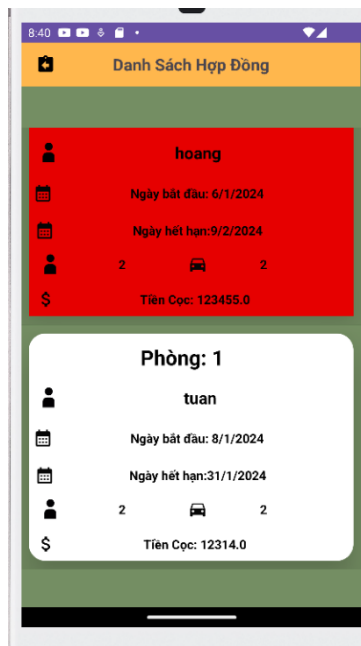 8:40
Danh Sách Hợp Đồng
hoang
Ngày bắt đầu: 6/1/2024
Ngày hết hạn:9/2/2024
2 2
Tiền Cọc: 123455.0
Phòng: 1
tuan
Ngày bắt đầu: 8/1/2024
Ngày hết hạn:31/1/2024
2 2
$ Tiền Cọc: 12314.0